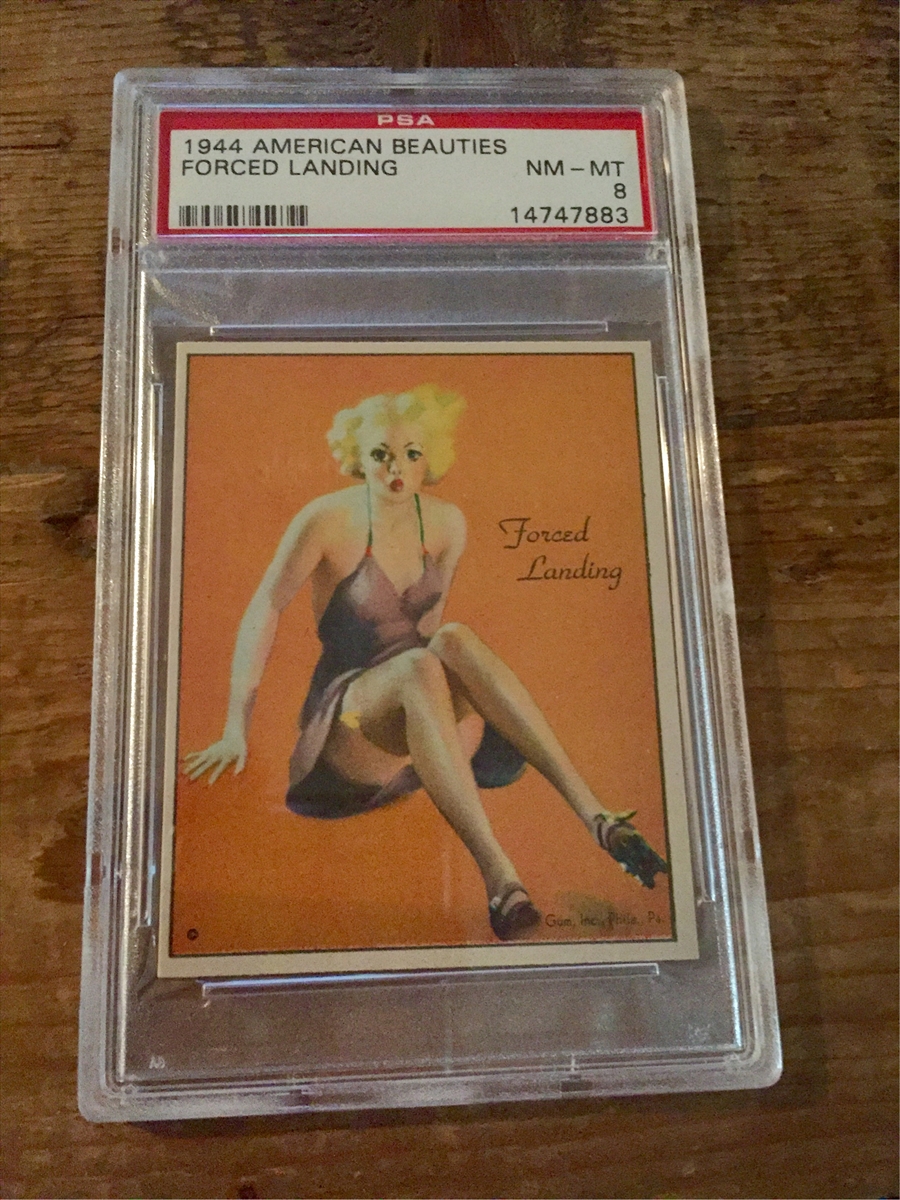 PSA
1944 AMERICAN BEAUTIES
FORCED LANDING NM-MT
8
14747883
Forced
Landing
Gum, Inc., Phila., Pa.